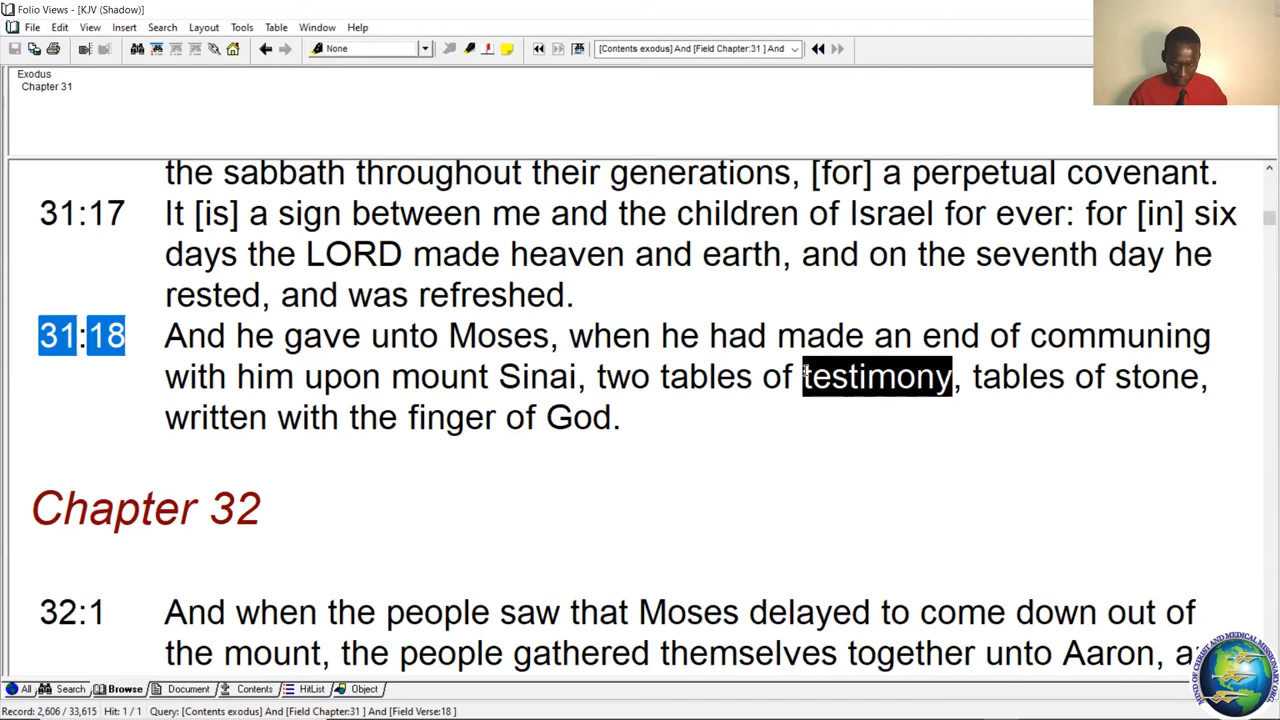 Folio Views - [KJV (Shadow)]
File Edit View Insert Search Layout Tools Table Window Help
None [Contents exodus] And [Field Chapter:31 ] And
Exodus
Chapter 31
the sabbath throughout their generations, [for] a perpetual covenant.
31:17 It [is] a sign between me and the children of Israel for ever: for [in] six
days the LORD made heaven and earth, and on the seventh day he
rested, and was refreshed.
31:18 And he gave unto Moses, when he had made an end of communing
with him upon mount Sinai, two tables of testimony, tables of stone,
written with the finger of God.
Chapter 32
32:1 And when the people saw that Moses delayed to come down out of
the mount, the people gathered themselves together unto Aaron, a
All Search Browse Document Contents HitList Object
Record: 2,606 / 33,615 Hit: 1 / 1 Query: [Contents exodus] And [Field Chapter:31 ] And [Field Verse:18 ]
MIND OF CHRIST AND MEDICAL MISSIONARY.ORG